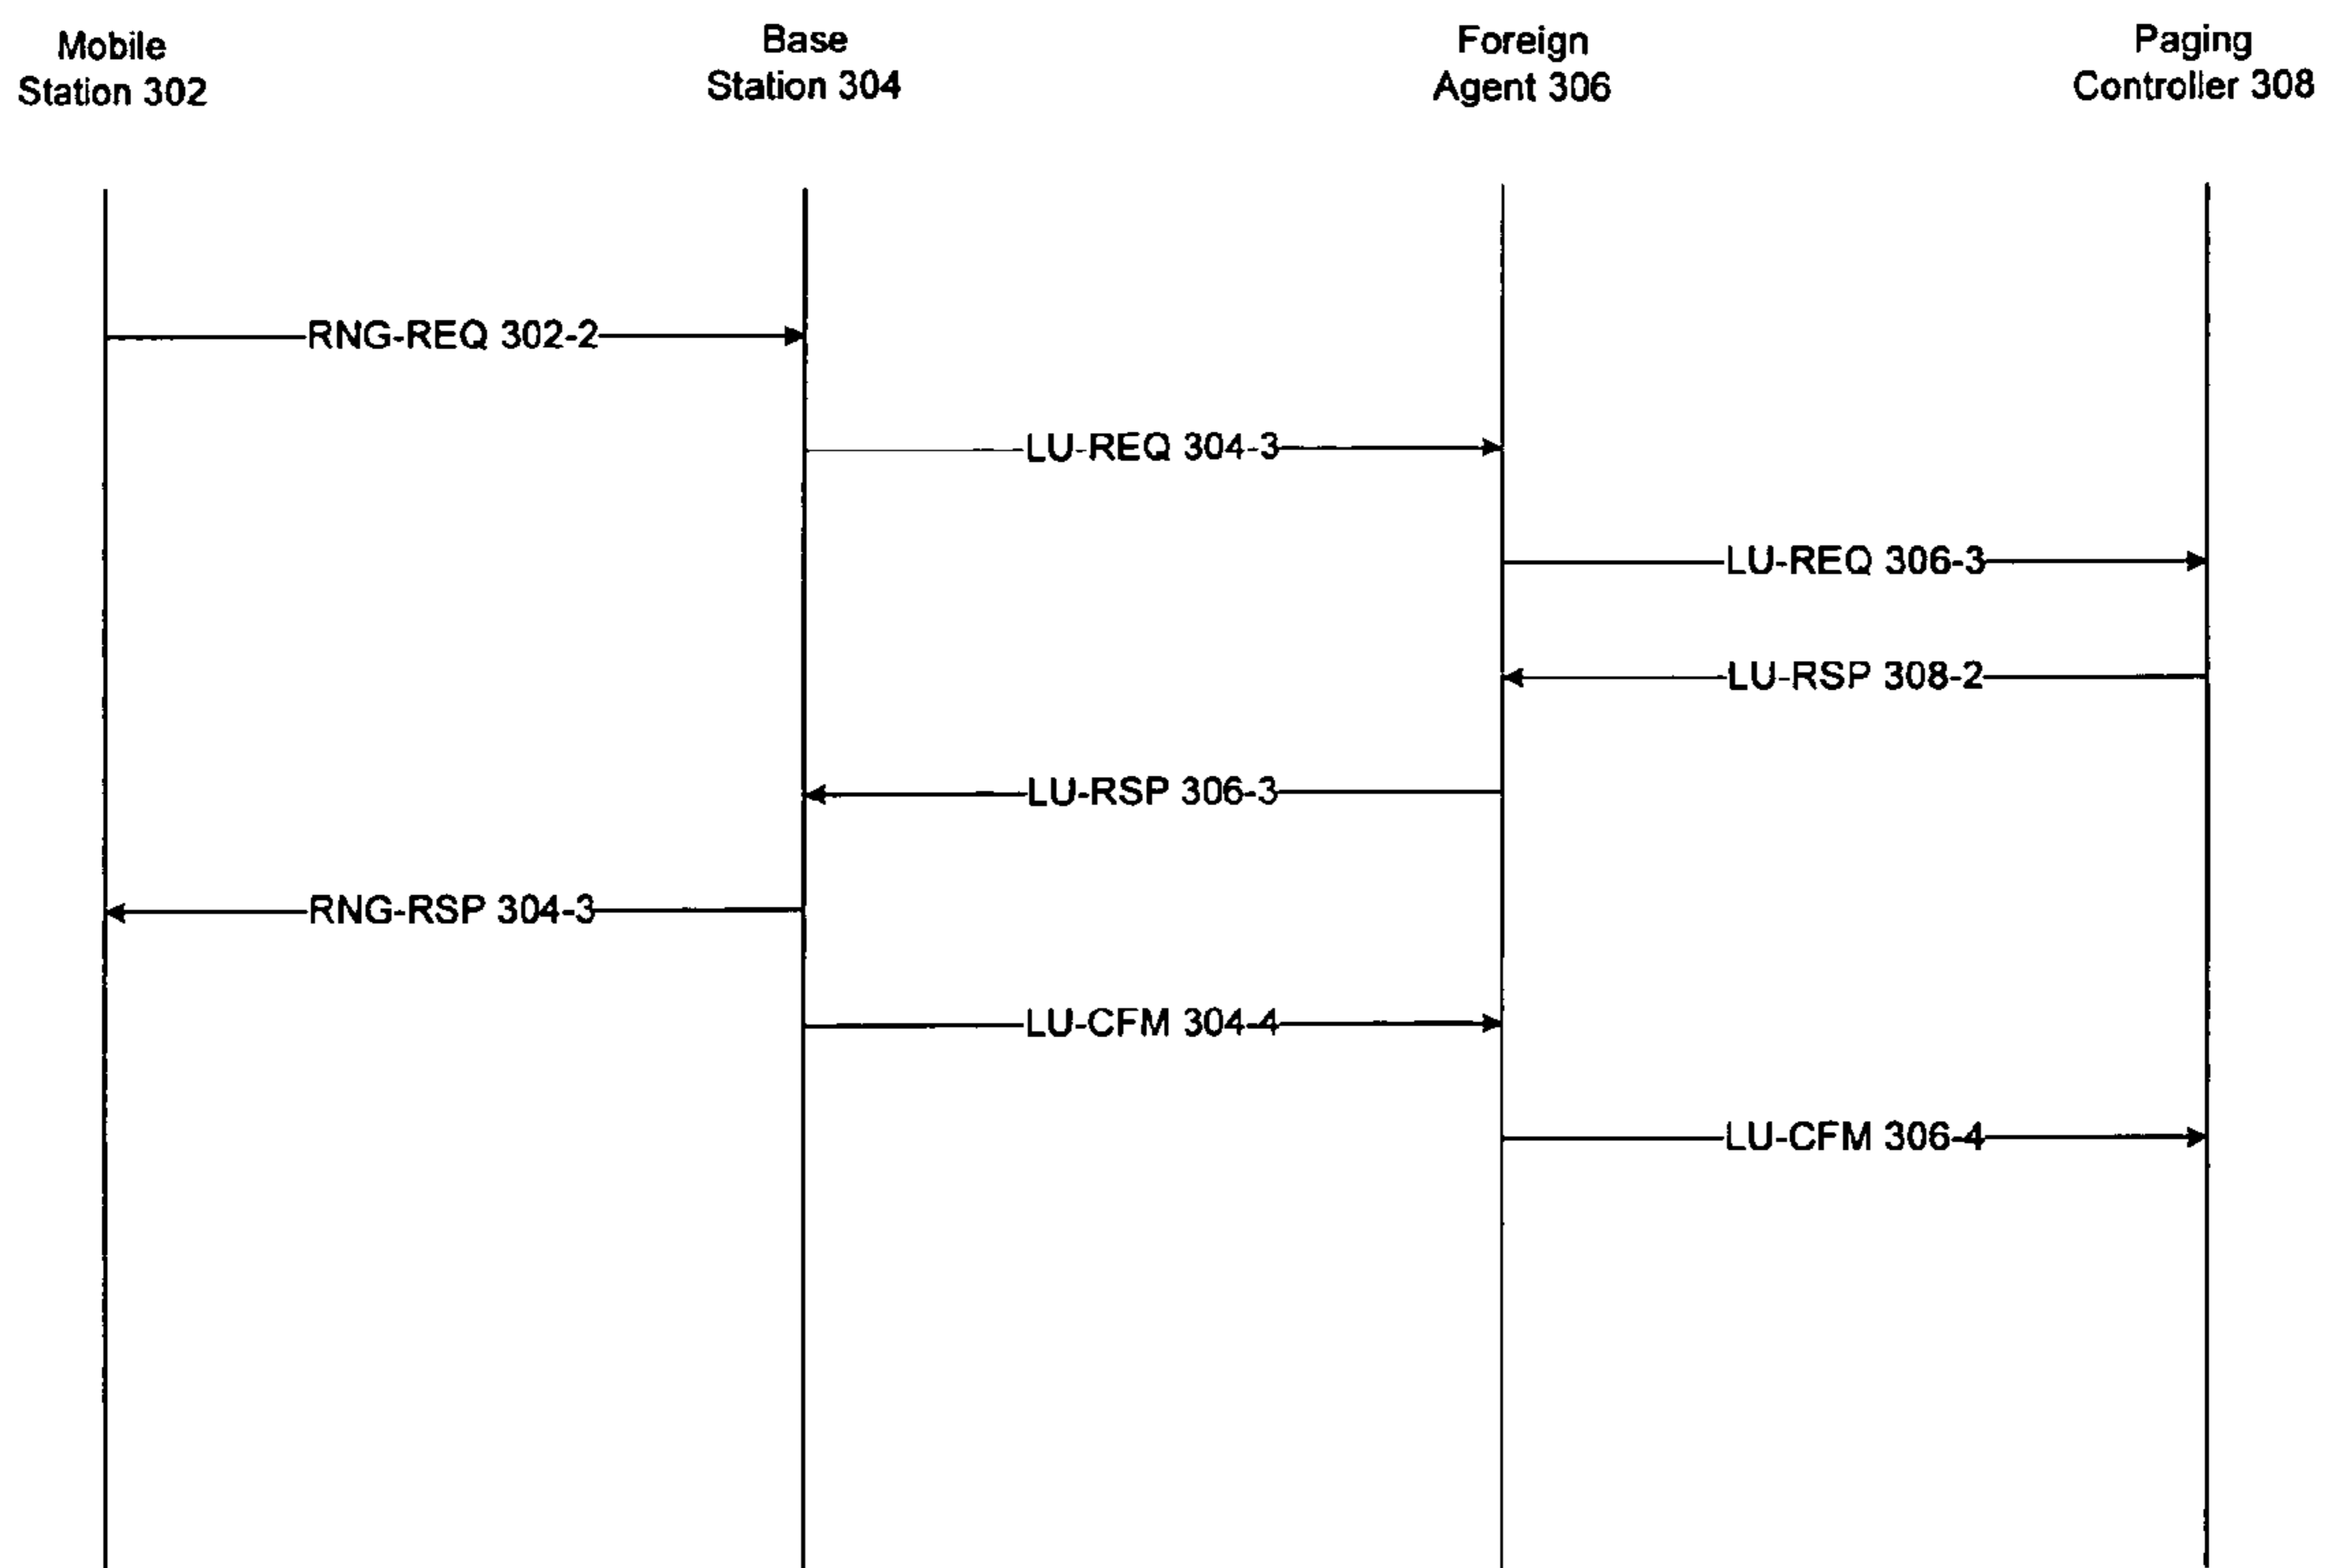 Mobile
Station 302
Base
Station 304
Foreign
Agent 306
Paging
Controller 308
RNG-REQ 302-2
LU-REQ 304-3
LU-REQ 306-3
LU-RSP 308-2
LU-RSP 306-3
RNG-RSP 304-3
LU-CFM 304-4
LU-CFM 306-4